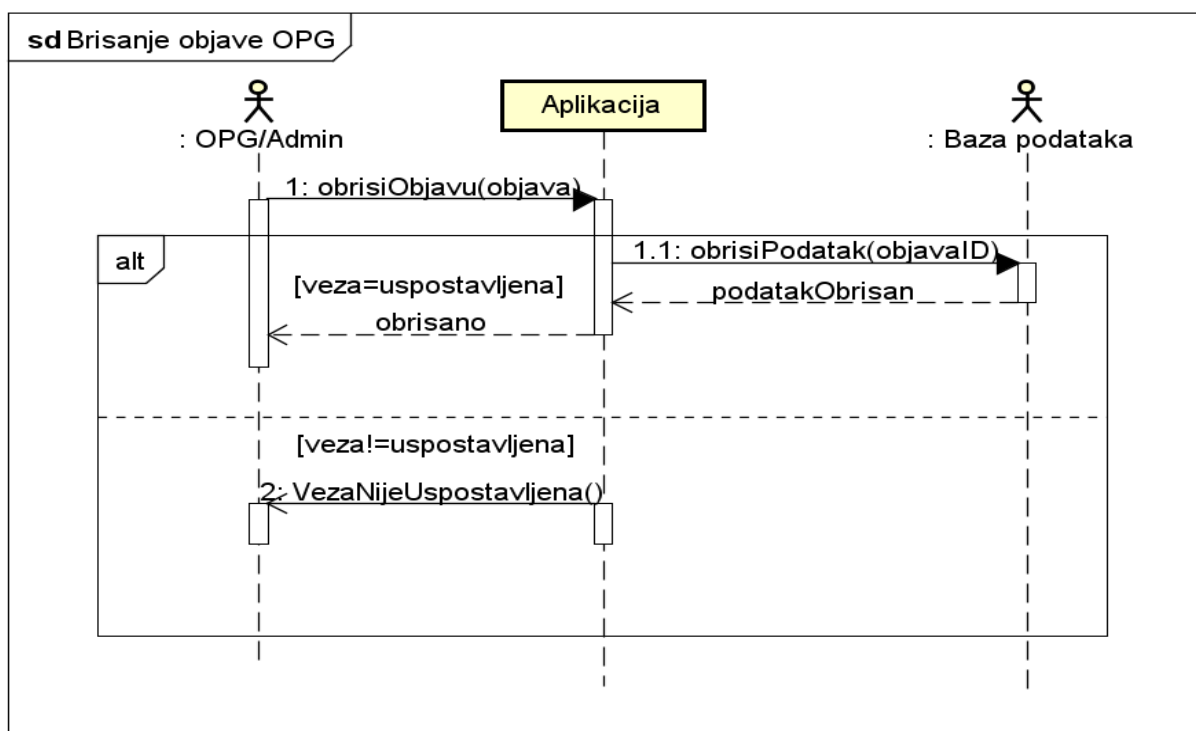 sd Brisanje objave OPG
Aplikacija
: OPG/Admin
: Baza podataka
1: obrisiObjavu(objava)
alt
1.1: obrisiPodatak(objavaID)
[veza=uspostavljena]
podatakObrisan
obrisano
[veza!=uspostavljena]
2: VezaNijeUspostavljena()